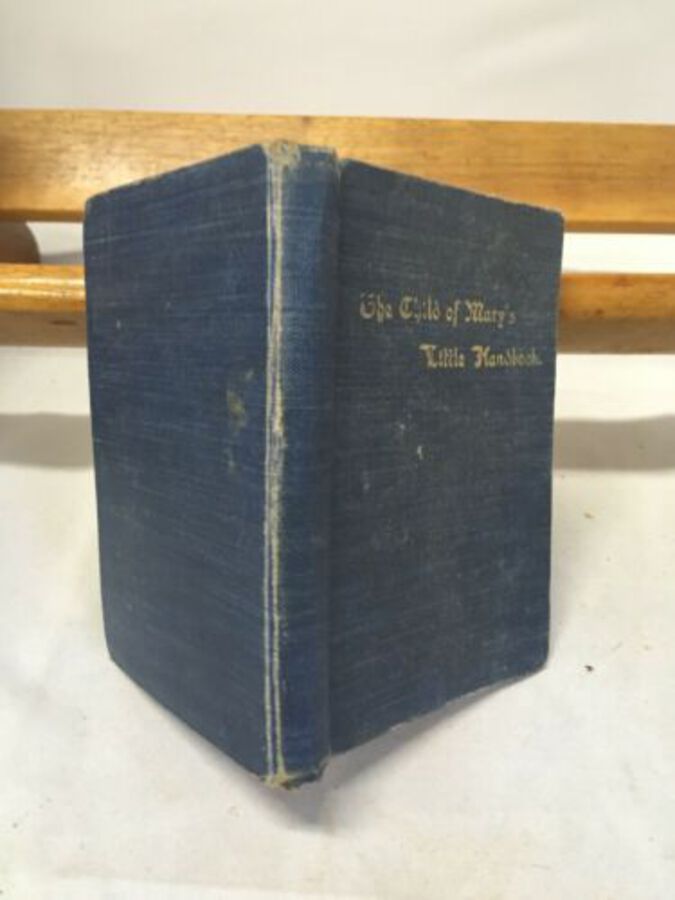 The Child of Mary's
Little Handbook.